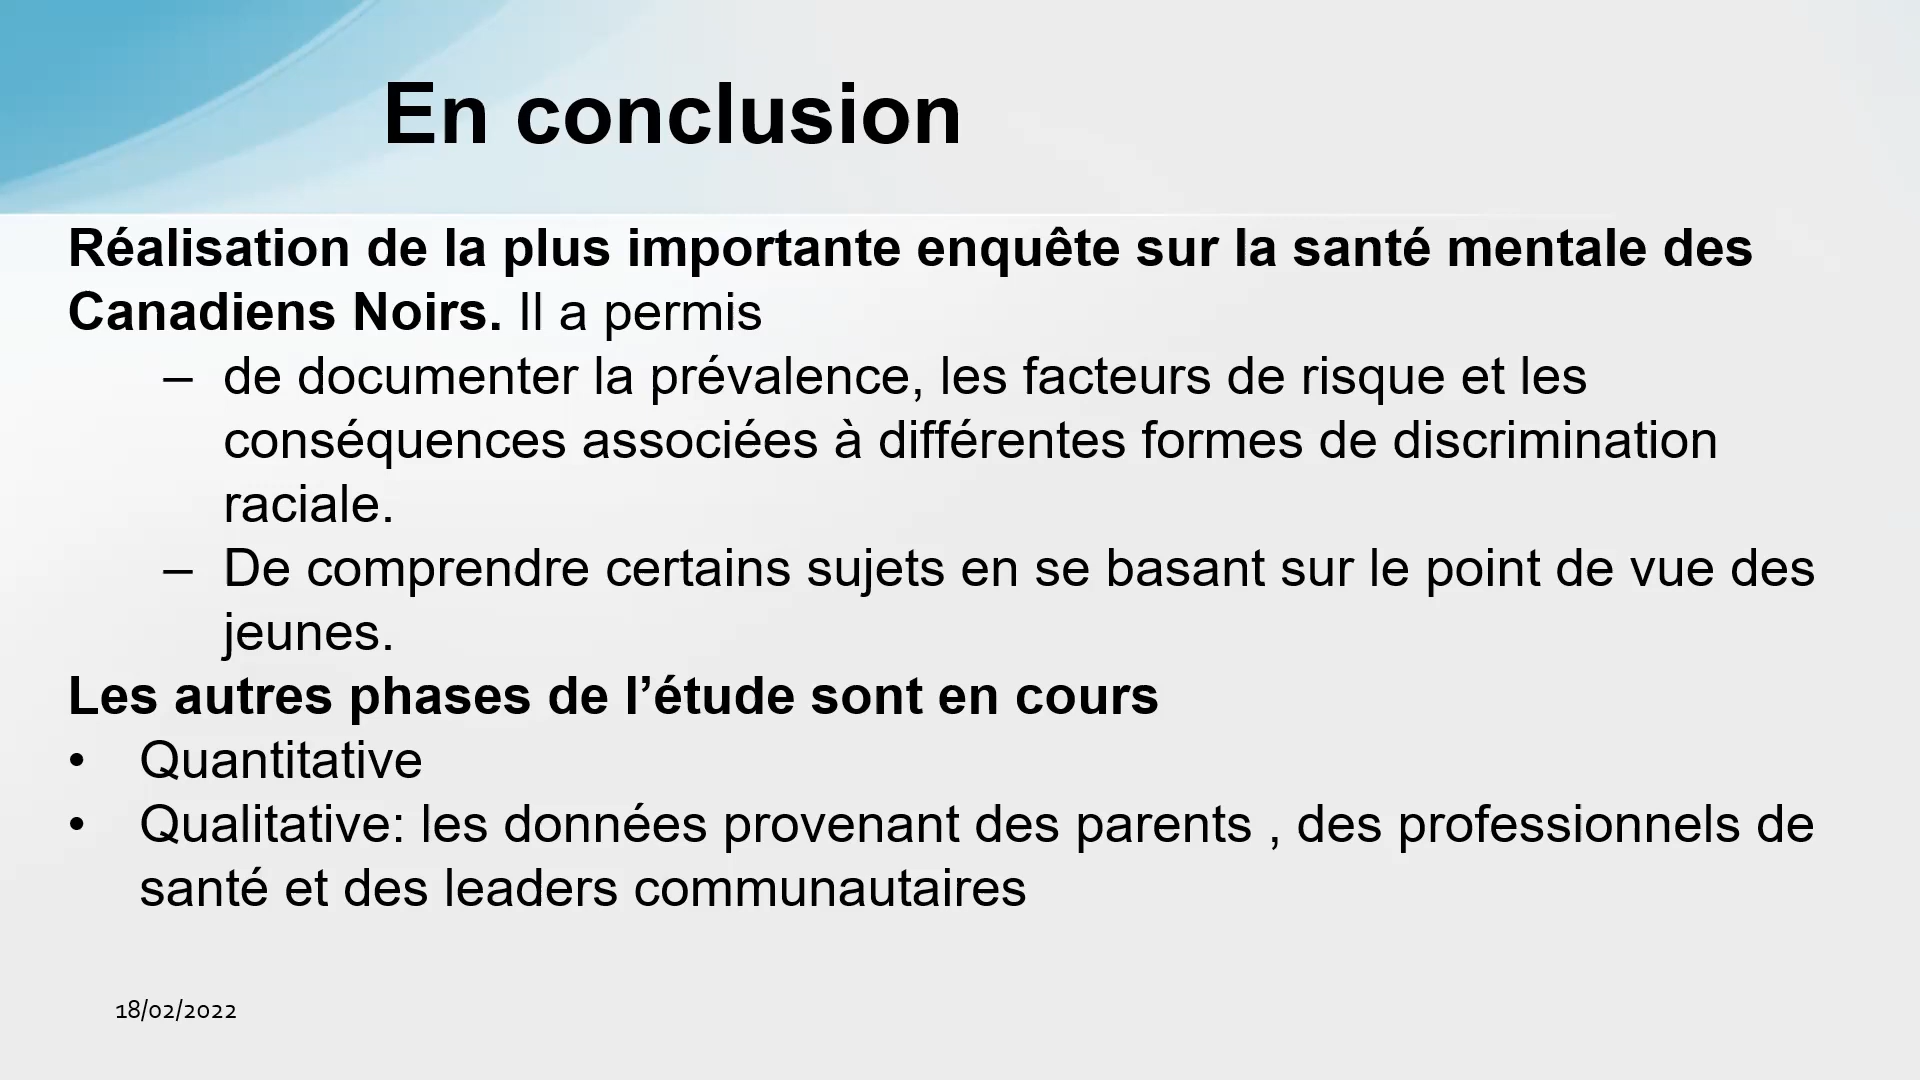 En conclusion
Réalisation de la plus importante enquête sur la santé mentale des
Canadiens Noirs. Il a permis
– de documenter la prévalence, les facteurs de risque et les
conséquences associées à différentes formes de discrimination
raciale.
– De comprendre certains sujets en se basant sur le point de vue des
jeunes.
Les autres phases de l’étude sont en cours
• Quantitative
• Qualitative: les données provenant des parents , des professionnels de
santé et des leaders communautaires
18/02/2022